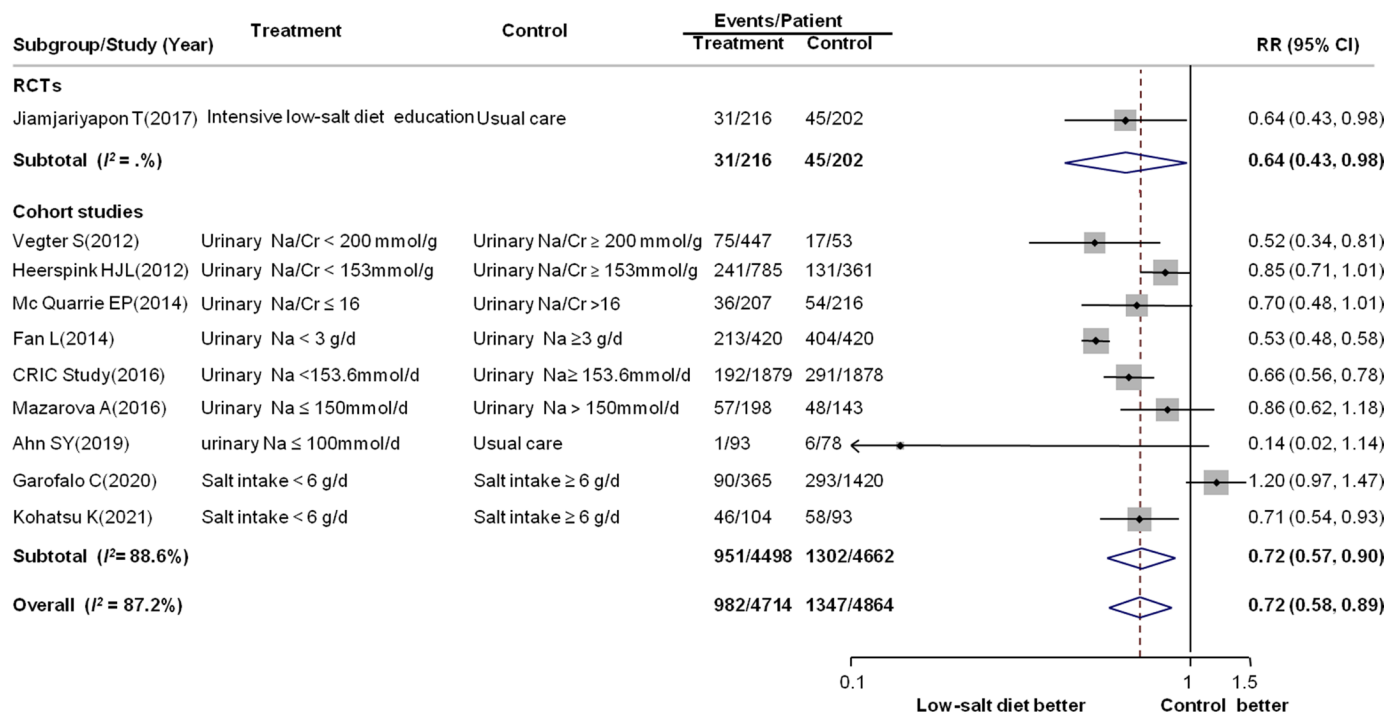 Events/Patient
Subgroup/Study (Year) Treatment Control Treatment Control RR (95% CI)
RCTs
Jiamjariyapon T(2017) Intensive low-salt diet education Usual care 31/216 45/202 0.64 (0.43, 0.98)
Subtotal (I² = .%) 31/216 45/202 0.64 (0.43, 0.98)
Cohort studies
Vegter S(2012) Urinary Na/Cr < 200 mmol/g Urinary Na/Cr ≥ 200 mmol/g 75/447 17/53 0.52 (0.34, 0.81)
Heerspink HJL(2012) Urinary Na/Cr < 153mmol/g Urinary Na/Cr ≥ 153mmol/g 241/785 131/361 0.85 (0.71, 1.01)
Mc Quarrie EP(2014) Urinary Na/Cr ≤ 16 Urinary Na/Cr >16 36/207 54/216 0.70 (0.48, 1.01)
Fan L(2014) Urinary Na < 3 g/d Urinary Na ≥3 g/d 213/420 404/420 0.53 (0.48, 0.58)
CRIC Study(2016) Urinary Na <153.6mmol/d Urinary Na≥ 153.6mmol/d 192/1879 291/1878 0.66 (0.56, 0.78)
Mazarova A(2016) Urinary Na ≤ 150mmol/d Urinary Na > 150mmol/d 57/198 48/143 0.86 (0.62, 1.18)
Ahn SY(2019) urinary Na ≤ 100mmol/d Usual care 1/93 6/78 0.14 (0.02, 1.14)
Garofalo C(2020) Salt intake < 6 g/d Salt intake ≥ 6 g/d 90/365 293/1420 1.20 (0.97, 1.47)
Kohatsu K(2021) Salt intake < 6 g/d Salt intake ≥ 6 g/d 46/104 58/93 0.71 (0.54, 0.93)
Subtotal (I²= 88.6%) 951/4498 1302/4662 0.72 (0.57, 0.90)
Overall (I² = 87.2%) 982/4714 1347/4864 0.72 (0.58, 0.89)
0.1 1 1.5
Low-salt diet better Control better